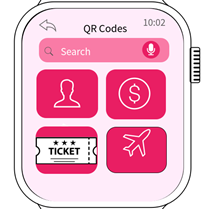 10:02
QR Codes
Search
$
TICKET